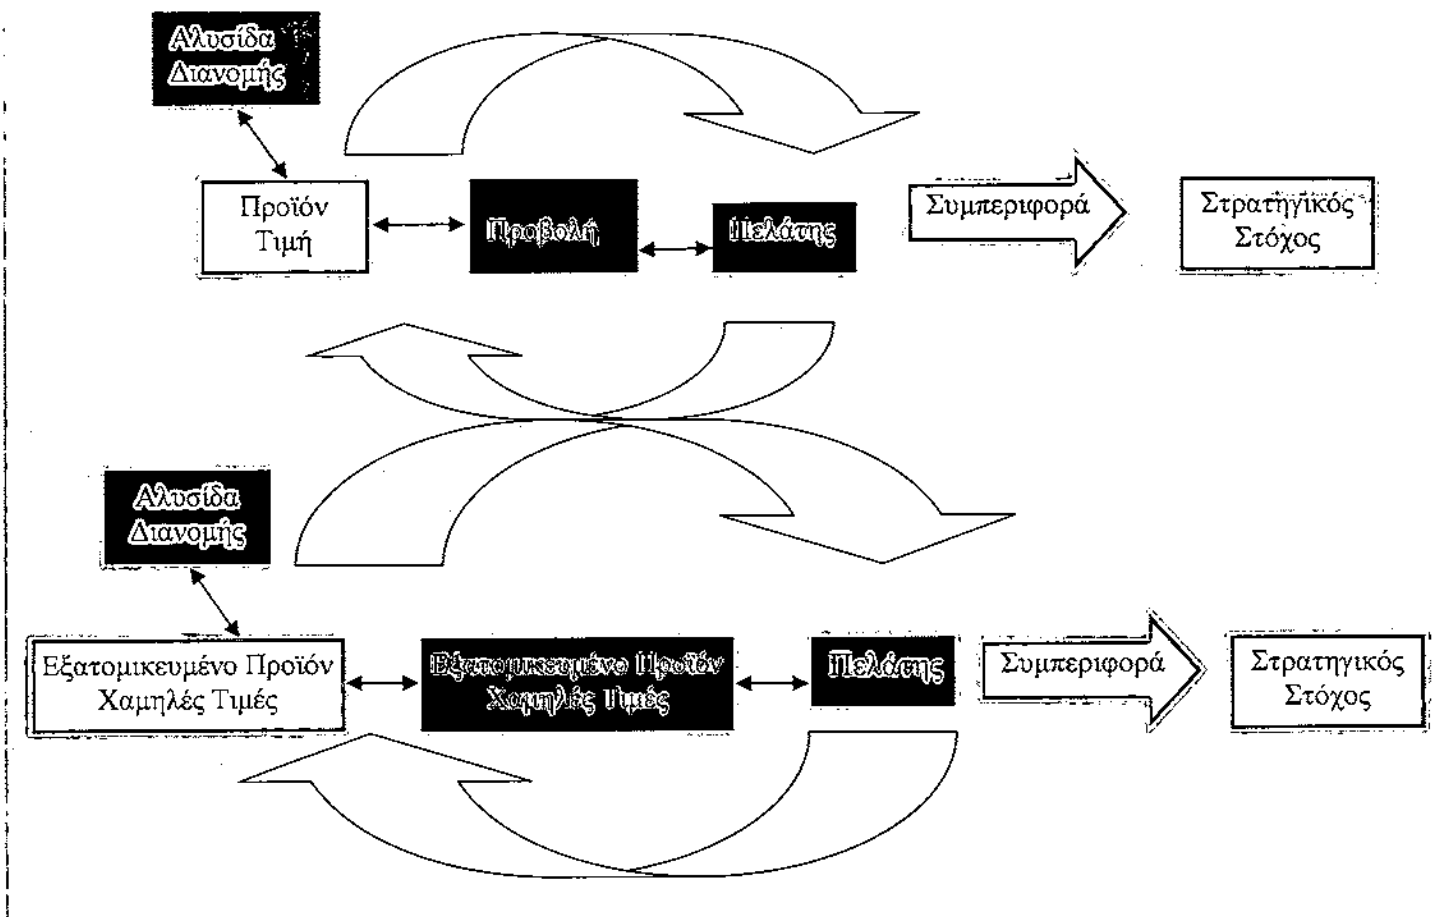 Αλυσίδα
Διανομής
Προϊόν
Τιμή
Προβολή
Πελάτης
Συμπεριφορά
Στρατηγικός
Στόχος
Αλυσίδα
Διανομής
Εξατομικευμένο Προϊόν
Χαμηλές Τιμές
Εξατομικευμένο Προϊόν
Χαμηλές Τιμές
Πελάτης
Συμπεριφορά
Στρατηγικός
Στόχος